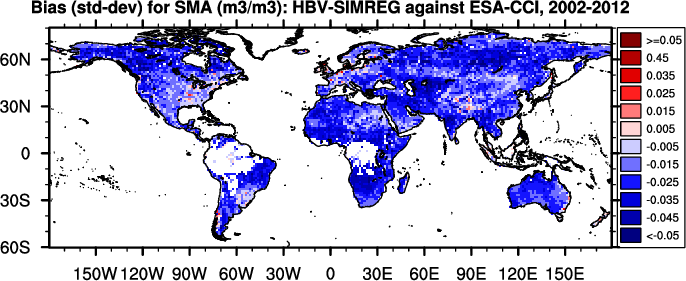 Bias (std-dev) for SMA (m3/m3): HBV-SIMREG against ESA-CCI, 2002-2012
60N
30N
0
30S
60S
150W 120W 90W 60W 30W 0 30E 60E 90E 120E 150E
>=0.05
0.45
0.035
0.025
0.015
0.005
-0.005
-0.015
-0.025
-0.035
-0.045
<-0.05